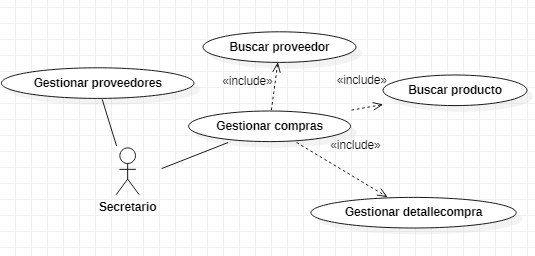 Buscar proveedor
«include»
«include»
Gestionar proveedores
Buscar producto
Gestionar compras
«include»
Secretario
Gestionar detallecompra